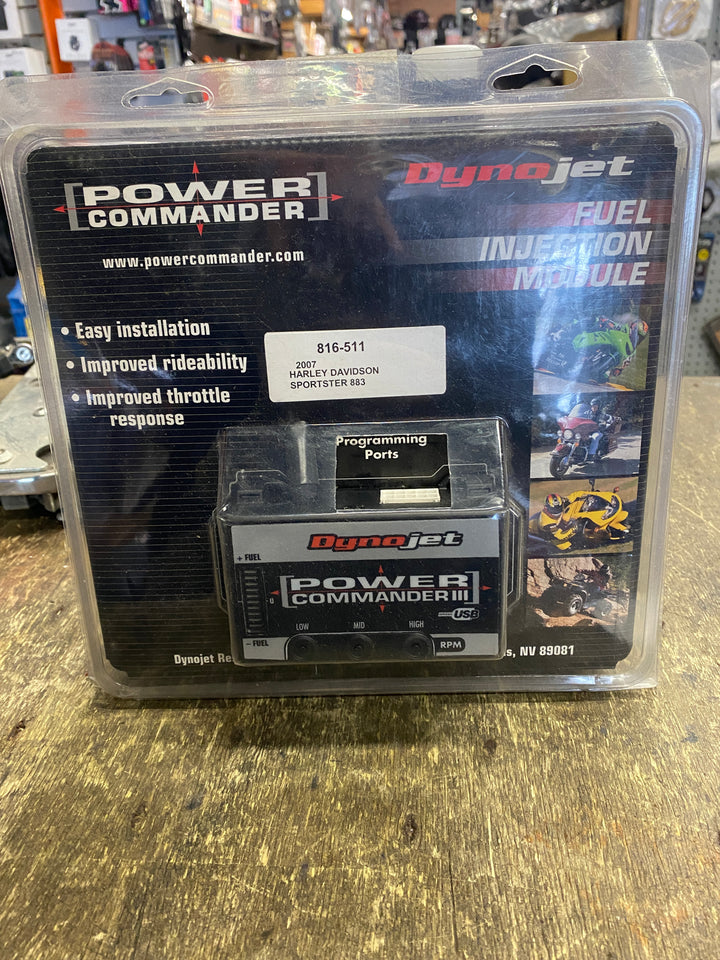 POWER
COMMANDER
www.powercommander.com
Dynojet
FUEL
INJECTION
MODULE
• Easy installation
• Improved rideability
• Improved throttle
response
816-511
2007
HARLEY DAVIDSON
SPORTSTER 883
Programming
Ports
Dynojet
+ FUEL
POWER
COMMANDER III
USB
0
LOW MID HIGH
- FUEL
RPM
Dynojet
NV 89081